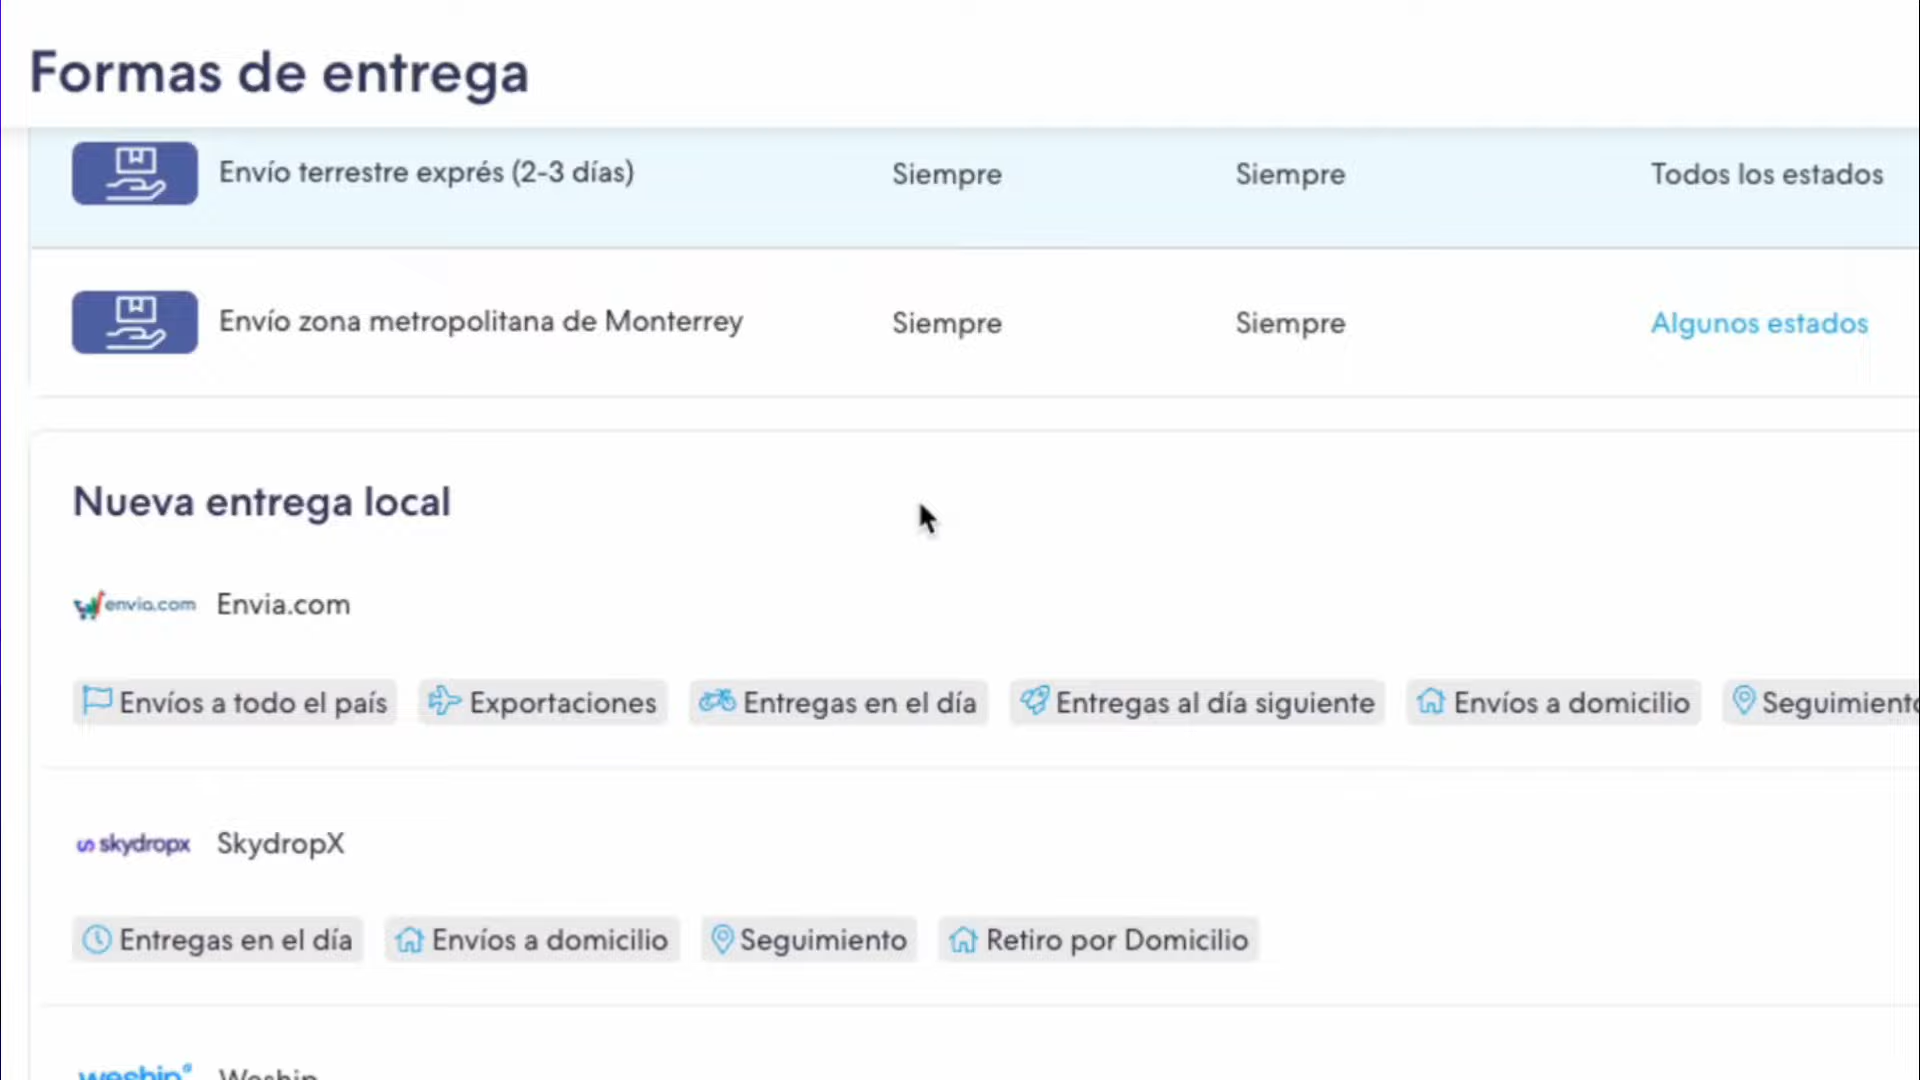 Formas de entrega
Envío terrestre exprés (2-3 días) Siempre Siempre Todos los estados
Envío zona metropolitana de Monterrey Siempre Siempre Algunos estados
Nueva entrega local
envia.com Envia.com
Envíos a todo el país Exportaciones Entregas en el día Entregas al día siguiente Envíos a domicilio Seguimiento
skydropx SkydropX
Entregas en el día Envíos a domicilio Seguimiento Retiro por Domicilio
weship Weship